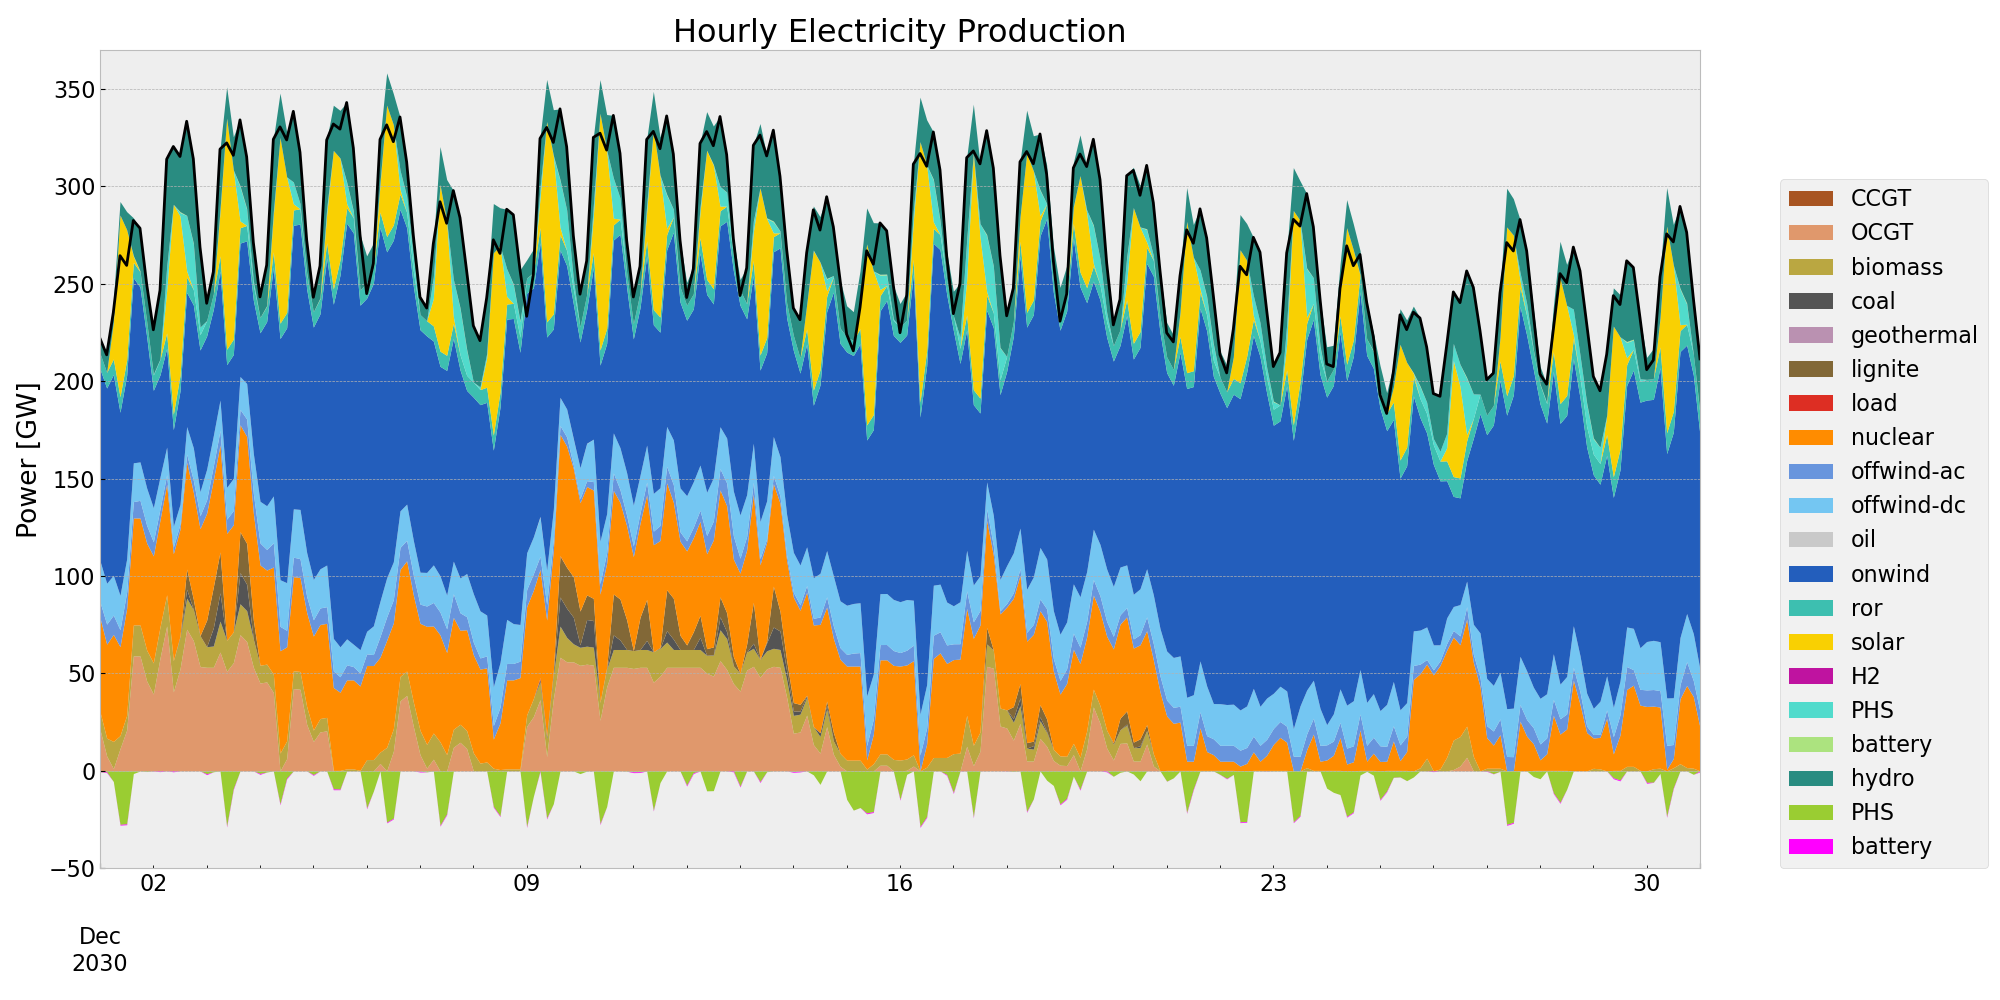 Hourly Electricity Production
Power [GW]
350
300
250
200
150
100
50
0
−50
02
09
16
23
30
Dec
2030
CCGT
OCGT
biomass
coal
geothermal
lignite
load
nuclear
offwind-ac
offwind-dc
oil
onwind
ror
solar
H2
PHS
battery
hydro
PHS
battery